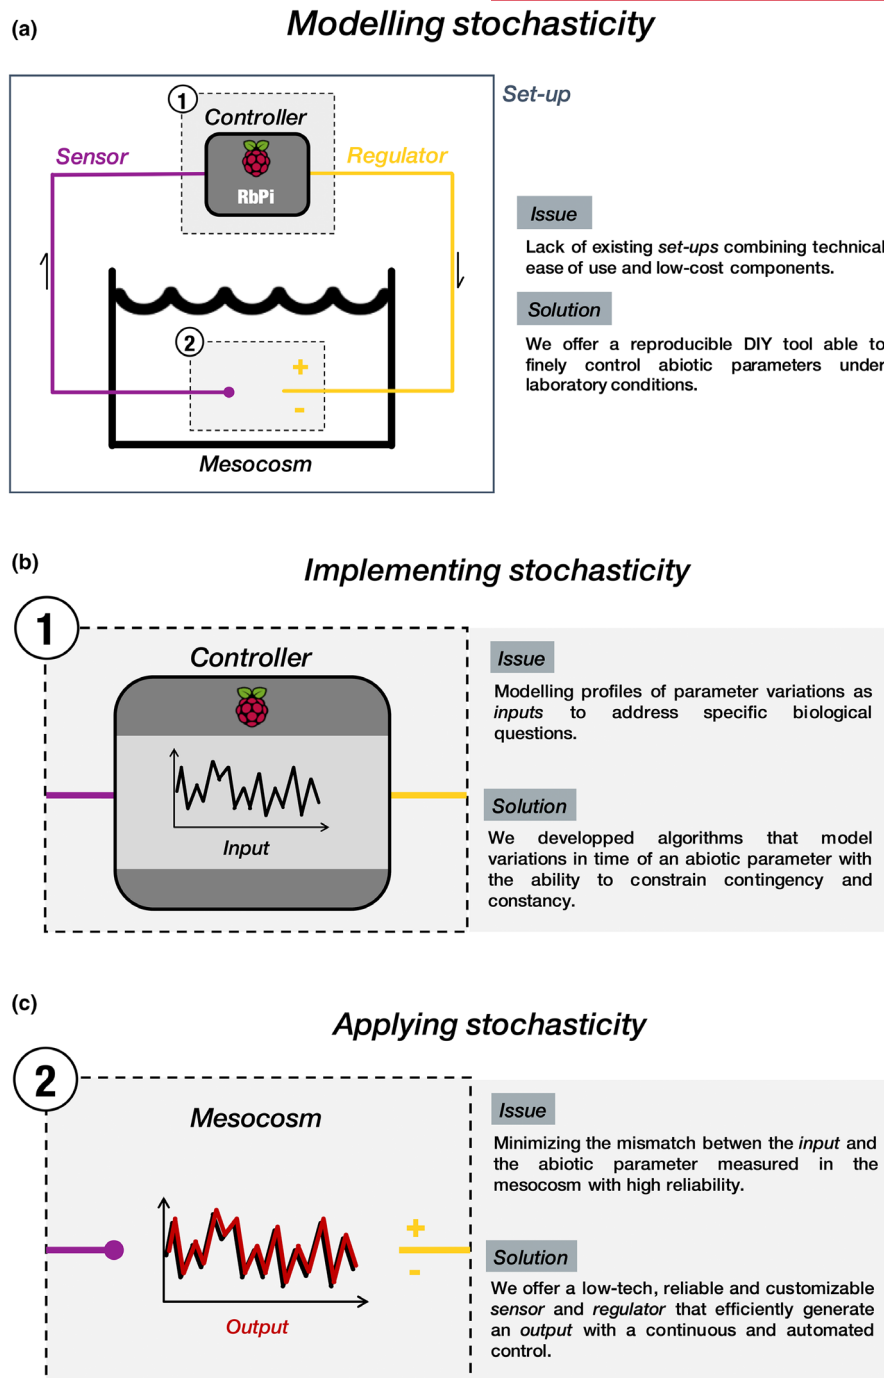 (a)
Modelling stochasticity
Set-up
1
Controller
Sensor
Regulator
RbPi
2
+
-
Mesocosm
Issue
Lack of existing set-ups combining technical
ease of use and low-cost components.
Solution
We offer a reproducible DIY tool able to
finely control abiotic parameters under
laboratory conditions.
(b)
Implementing stochasticity
1
Controller
Input
Issue
Modelling profiles of parameter variations as
inputs to address specific biological
questions.
Solution
We developped algorithms that model
variations in time of an abiotic parameter with
the ability to constrain contingency and
constancy.
(c)
Applying stochasticity
2
Mesocosm
+
-
Output
Issue
Minimizing the mismatch betwen the input and
the abiotic parameter measured in the
mesocosm with high reliability.
Solution
We offer a low-tech, reliable and customizable
sensor and regulator that efficiently generate
an output with a continuous and automated
control.